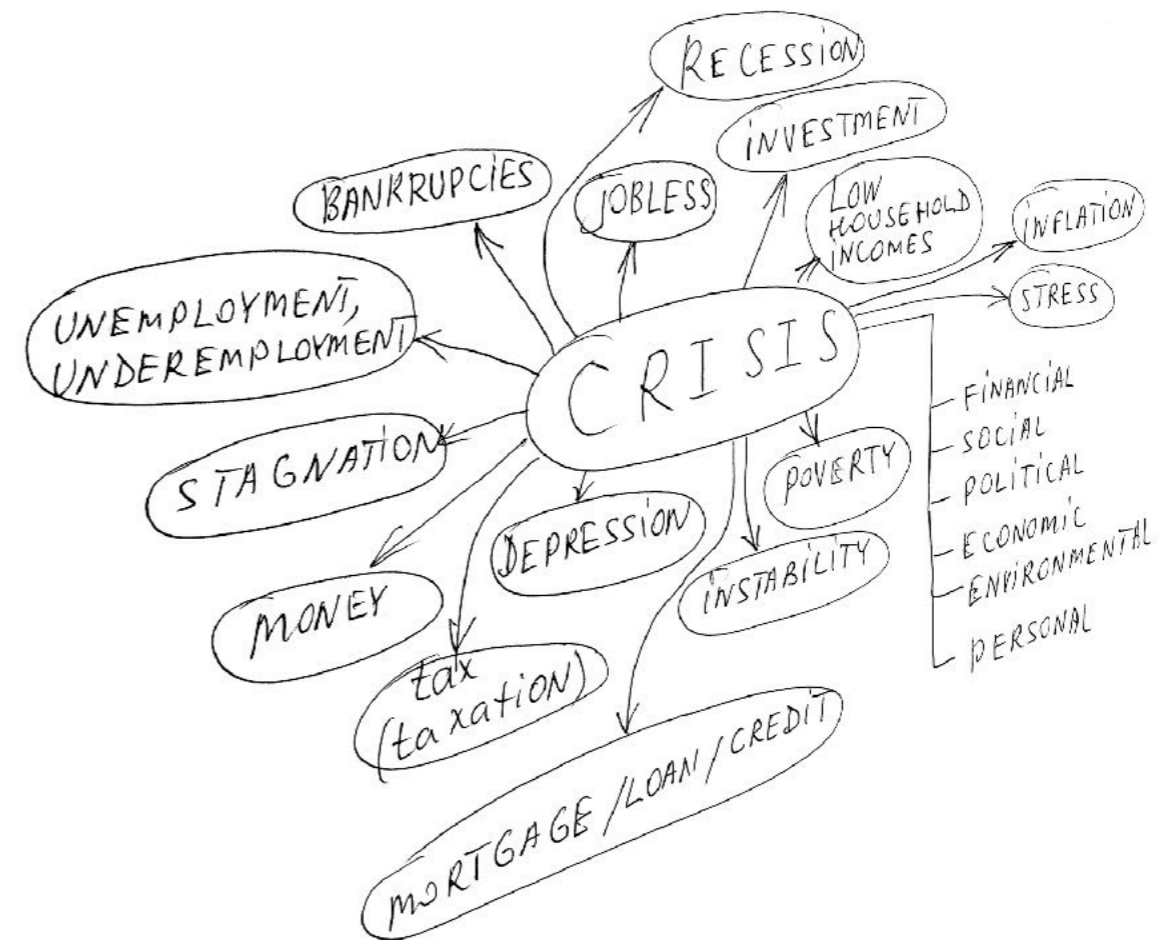 RECESSION
INVESTMENT
BANKRUPCIES
JOBLESS
LOW
HOUSEHOLD
INCOMES
INFLATION
STRESS
UNEMPLOYMENT,
UNDEREMPLOYMENT
CRISIS
STAGNATION
DEPRESSION
POVERTY
INSTABILITY
MONEY
tax
(taxation)
MORTGAGE/LOAN/CREDIT
FINANCIAL
SOCIAL
POLITICAL
ECONOMIC
ENVIRONMENTAL
PERSONAL